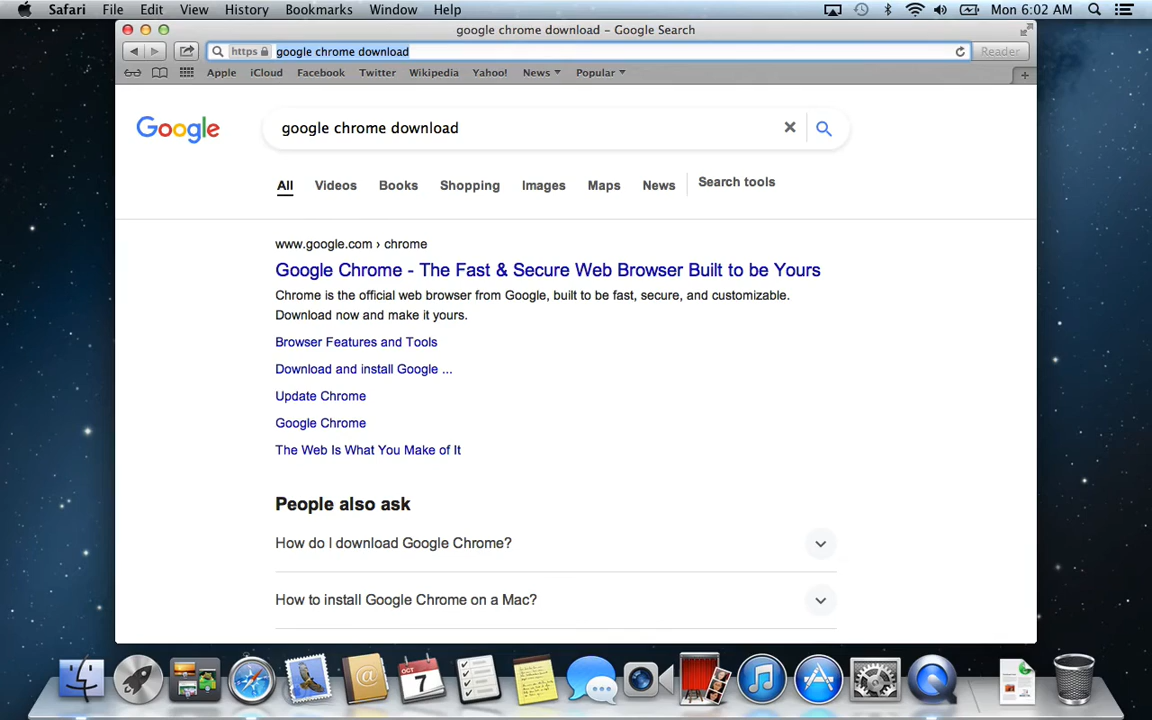 Safari File Edit View History Bookmarks Window Help Mon 6:02 AM
google chrome download – Google Search
https google chrome download Reader
Apple iCloud Facebook Twitter Wikipedia Yahoo! News Popular
Google google chrome download
All Videos Books Shopping Images Maps News Search tools
www.google.com › chrome
Google Chrome - The Fast & Secure Web Browser Built to be Yours
Chrome is the official web browser from Google, built to be fast, secure, and customizable.
Download now and make it yours.
Browser Features and Tools
Download and install Google ...
Update Chrome
Google Chrome
The Web Is What You Make of It
People also ask
How do I download Google Chrome?
How to install Google Chrome on a Mac?
OCT
7